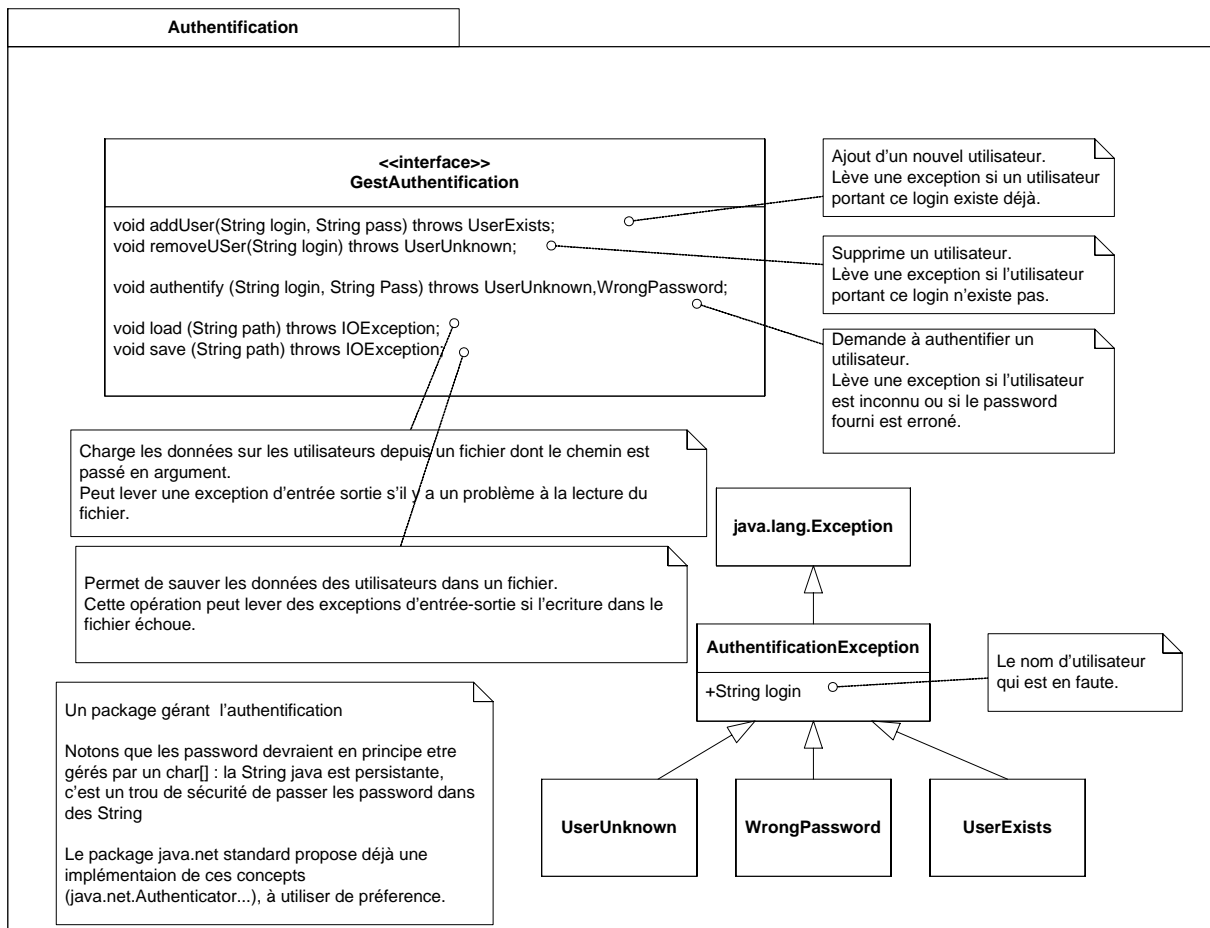 Authentification
<<interface>>
GestAuthentification
void addUser(String login, String pass) throws UserExists;
void removeUSer(String login) throws UserUnknown;
void authentify (String login, String Pass) throws UserUnknown,WrongPassword;
void load (String path) throws IOException;
void save (String path) throws IOException;
Ajout d'un nouvel utilisateur.
Lève une exception si un utilisateur
portant ce login existe déjà.
Supprime un utilisateur.
Lève une exception si l'utilisateur
portant ce login n'existe pas.
Demande à authentifier un
utilisateur.
Lève une exception si l'utilisateur
est inconnu ou si le password
fourni est erroné.
Charge les données sur les utilisateurs depuis un fichier dont le chemin est
passé en argument.
Peut lever une exception d'entrée sortie s'il y a un problème à la lecture du
fichier.
Permet de sauver les données des utilisateurs dans un fichier.
Cette opération peut lever des exceptions d'entrée-sortie si l'ecriture dans le
fichier échoue.
java.lang.Exception
AuthentificationException
+String login
Le nom d'utilisateur
qui est en faute.
Un package gérant l'authentification
Notons que les password devraient en principe etre
gérés par un char[] : la String java est persistante,
c'est un trou de sécurité de passer les password dans
des String
Le package java.net standard propose déjà une
implémentaion de ces concepts
(java.net.Authenticator...), à utiliser de préference.
UserUnknown
WrongPassword
UserExists